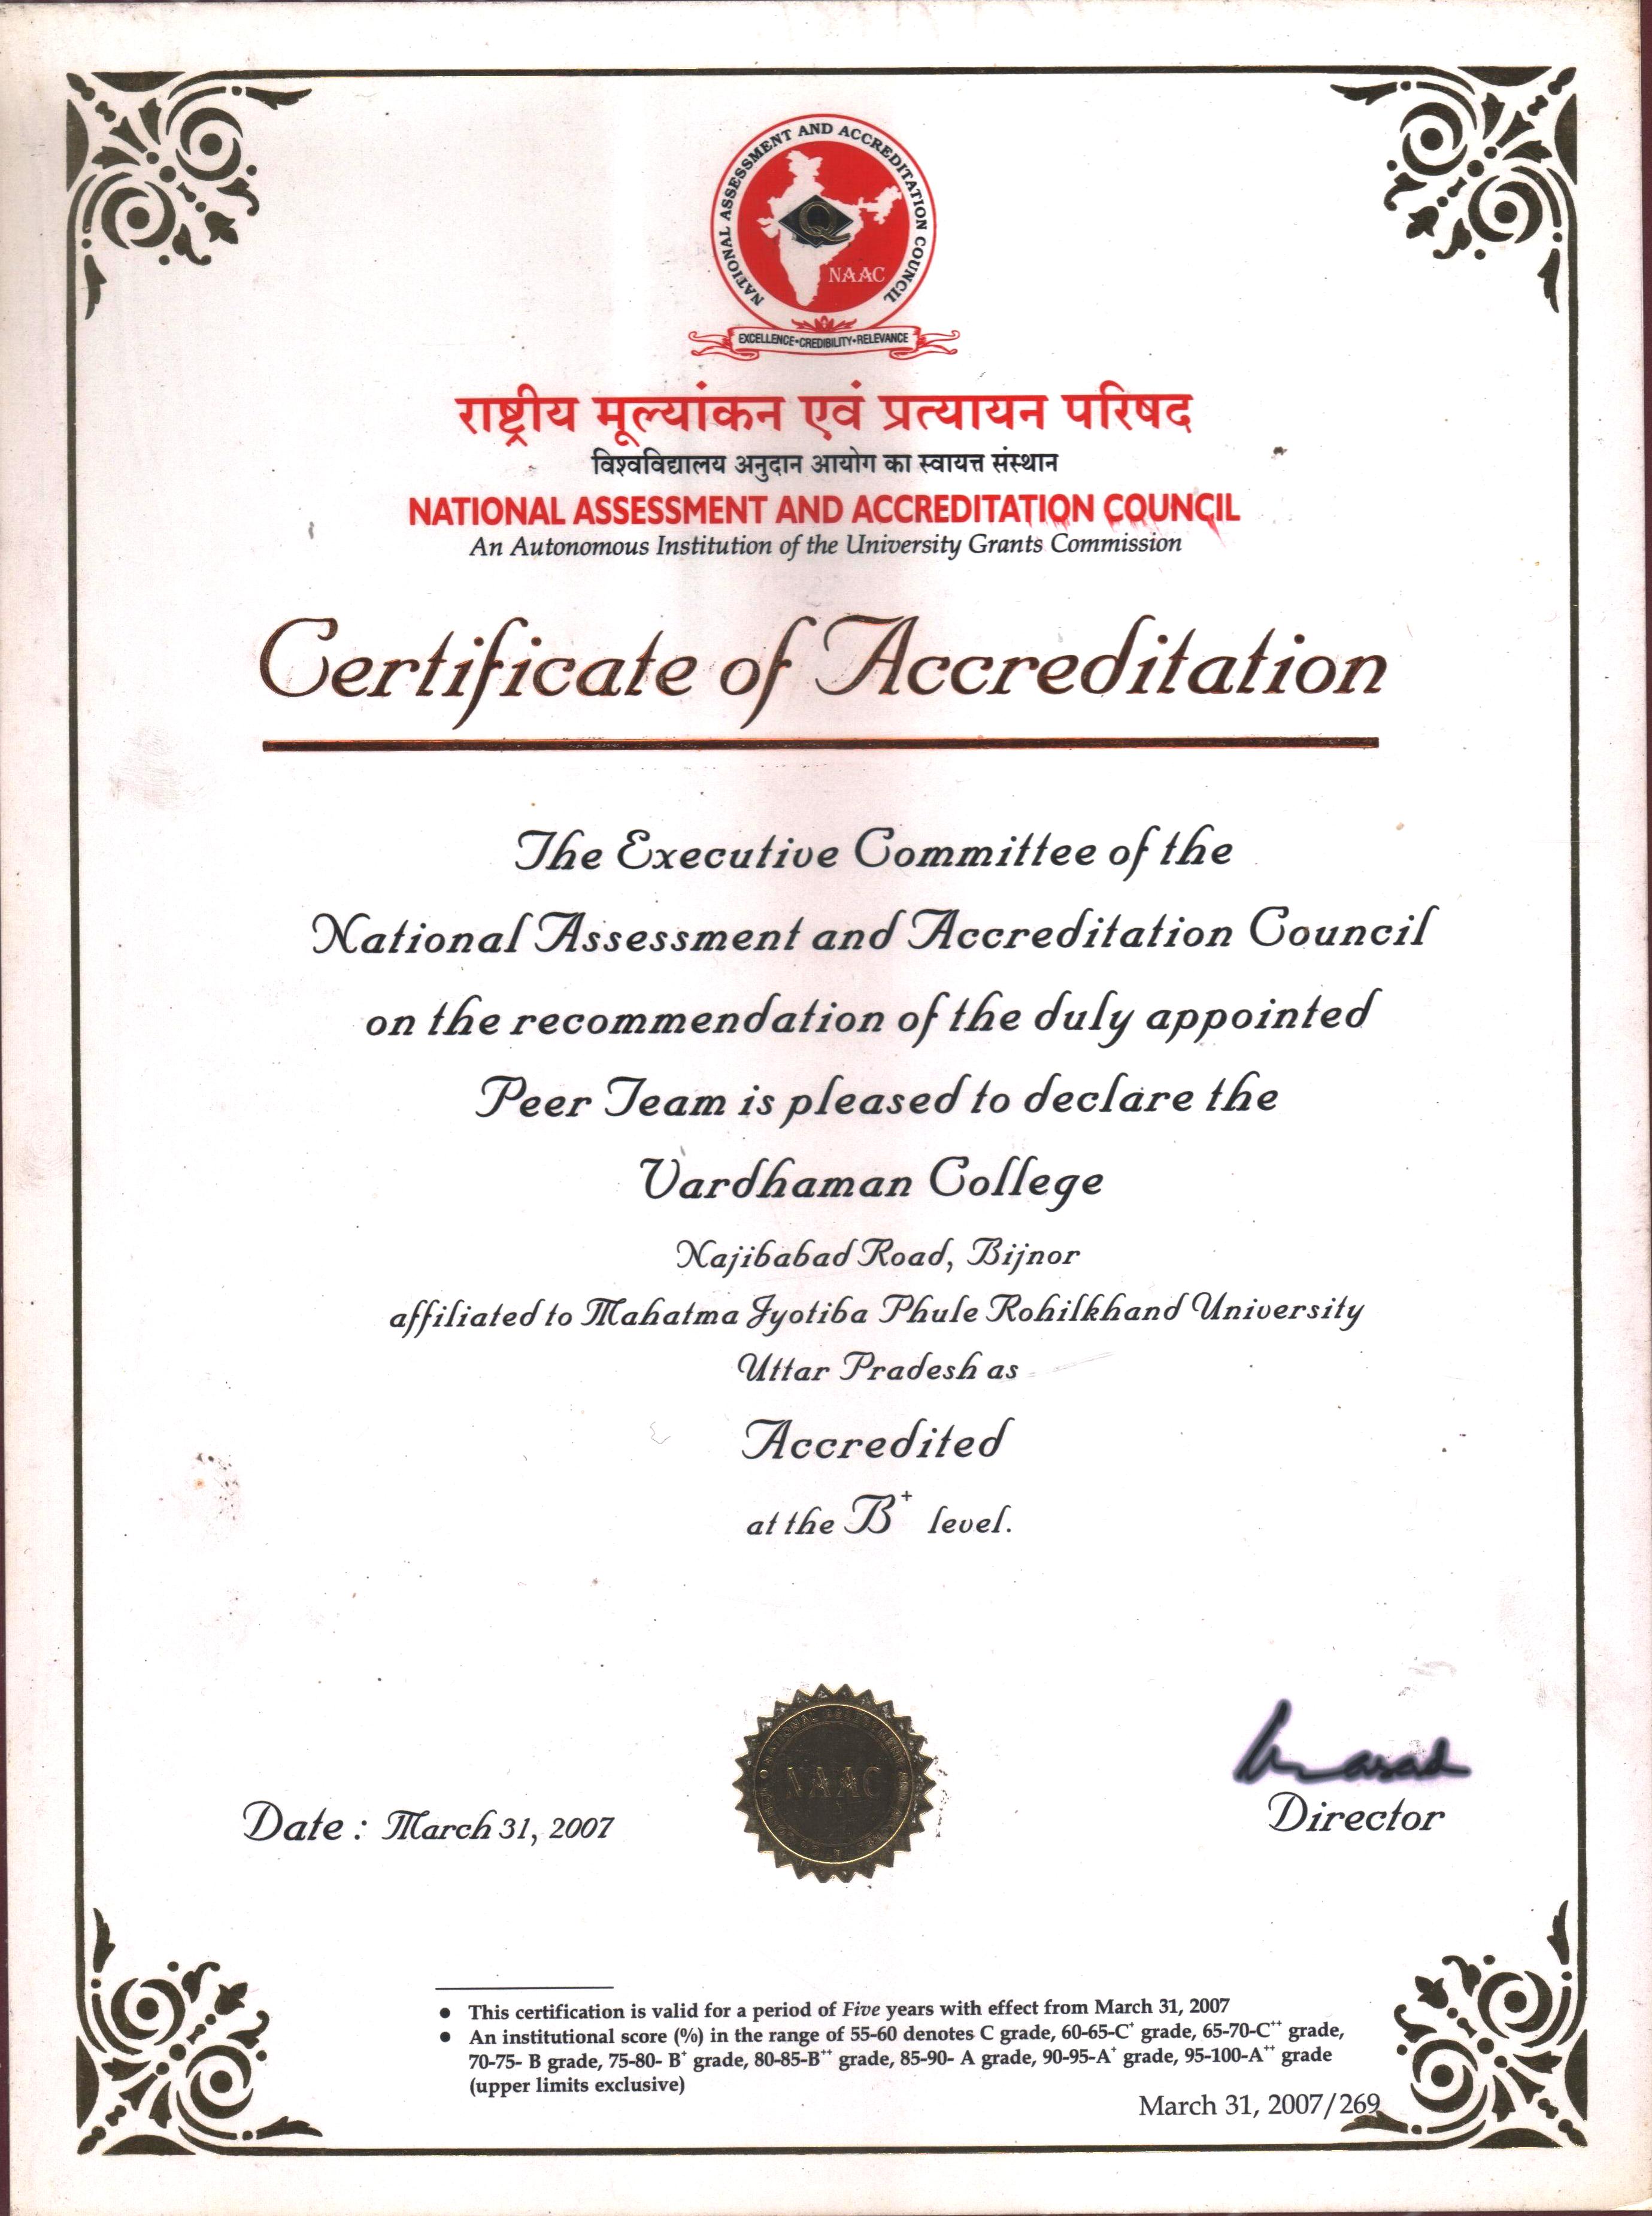 NATIONAL ASSESSMENT AND ACCREDITATION COUNCIL
Q
NAAC
EXCELLENCE•CREDIBILITY•RELEVANCE
राष्ट्रीय मूल्यांकन एवं प्रत्यायन परिषद
विश्वविद्यालय अनुदान आयोग का स्वायत्त संस्थान
NATIONAL ASSESSMENT AND ACCREDITATION COUNCIL
An Autonomous Institution of the University Grants Commission
Certificate of Accreditation
The Executive Committee of the
National Assessment and Accreditation Council
on the recommendation of the duly appointed
Peer Team is pleased to declare the
Vardhaman College
Najibabad Road, Bijnor
affiliated to Mahatma Jyotiba Phule Rohilkhand University
Uttar Pradesh as
Accredited
at the B⁺ level.
NAAC
Director
Date : March 31, 2007
• This certification is valid for a period of Five years with effect from March 31, 2007
• An institutional score (%) in the range of 55-60 denotes C grade, 60-65-C⁺ grade, 65-70-C⁺⁺ grade,
70-75- B grade, 75-80- B⁺ grade, 80-85-B⁺⁺ grade, 85-90- A grade, 90-95-A⁺ grade, 95-100-A⁺⁺ grade
(upper limits exclusive)
March 31, 2007/269